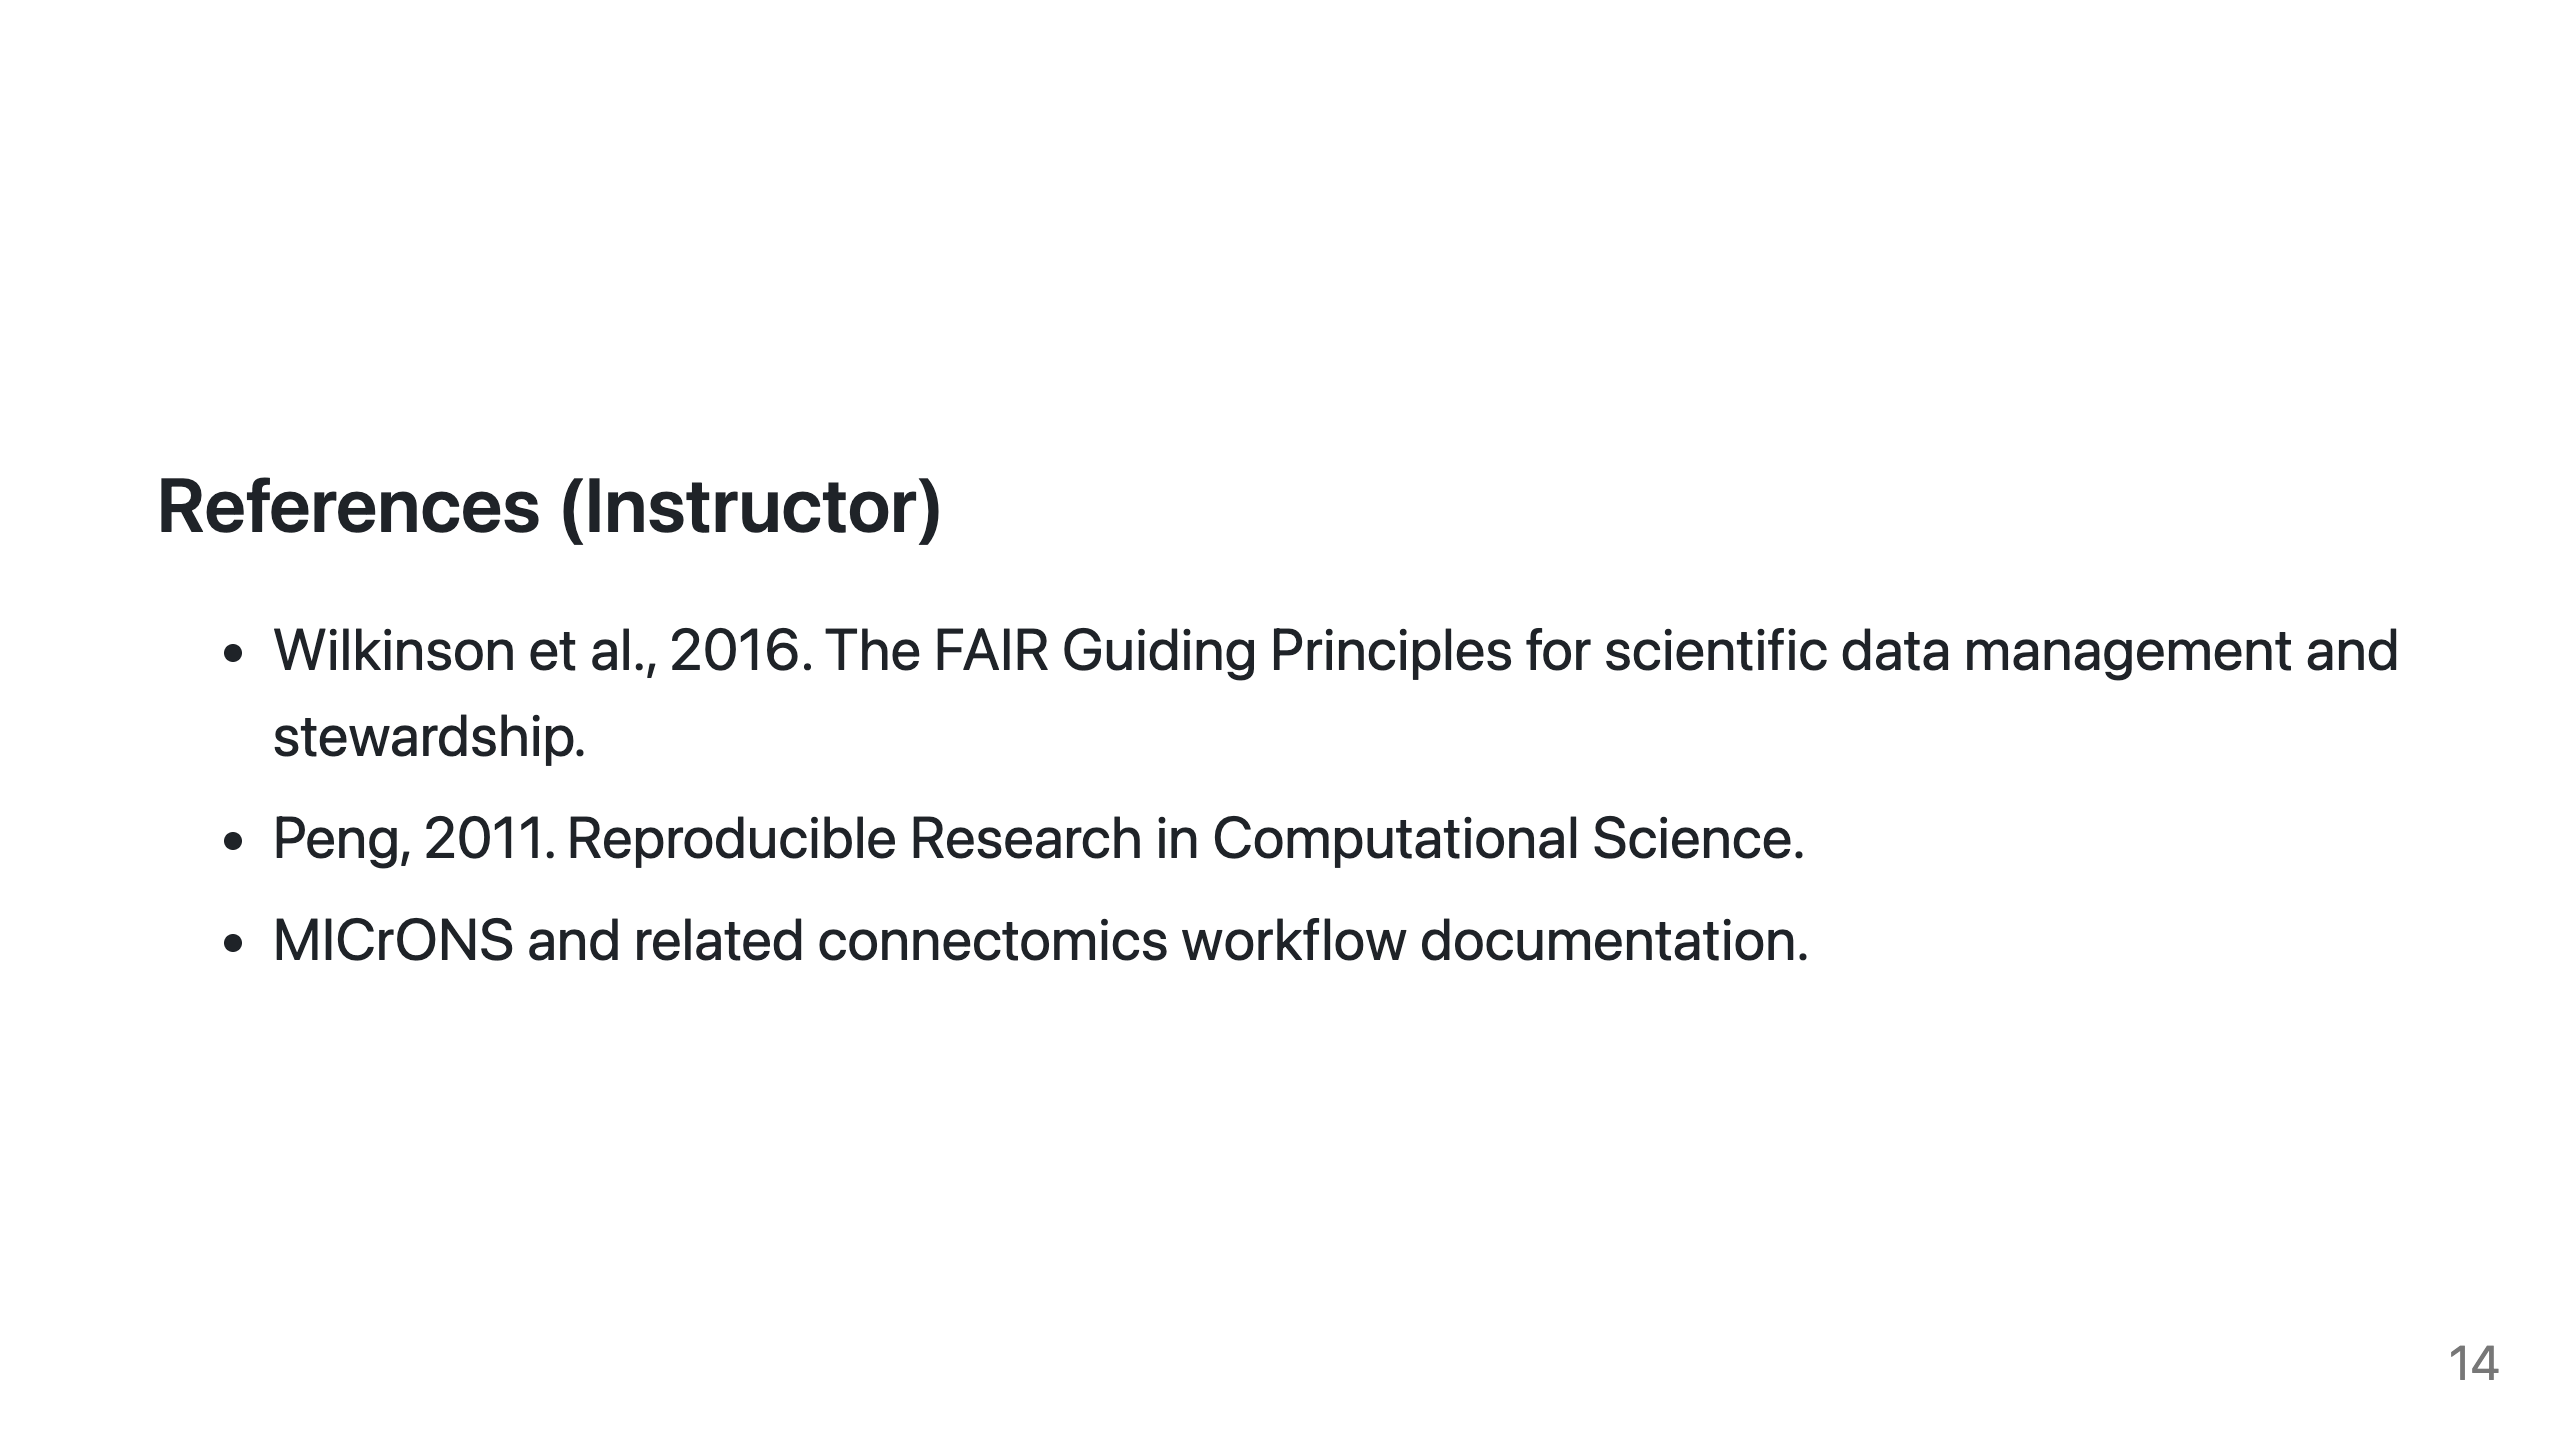 References (Instructor)
• Wilkinson et al., 2016. The FAIR Guiding Principles for scientific data management and
stewardship.
• Peng, 2011. Reproducible Research in Computational Science.
• MICrONS and related connectomics workflow documentation.
14